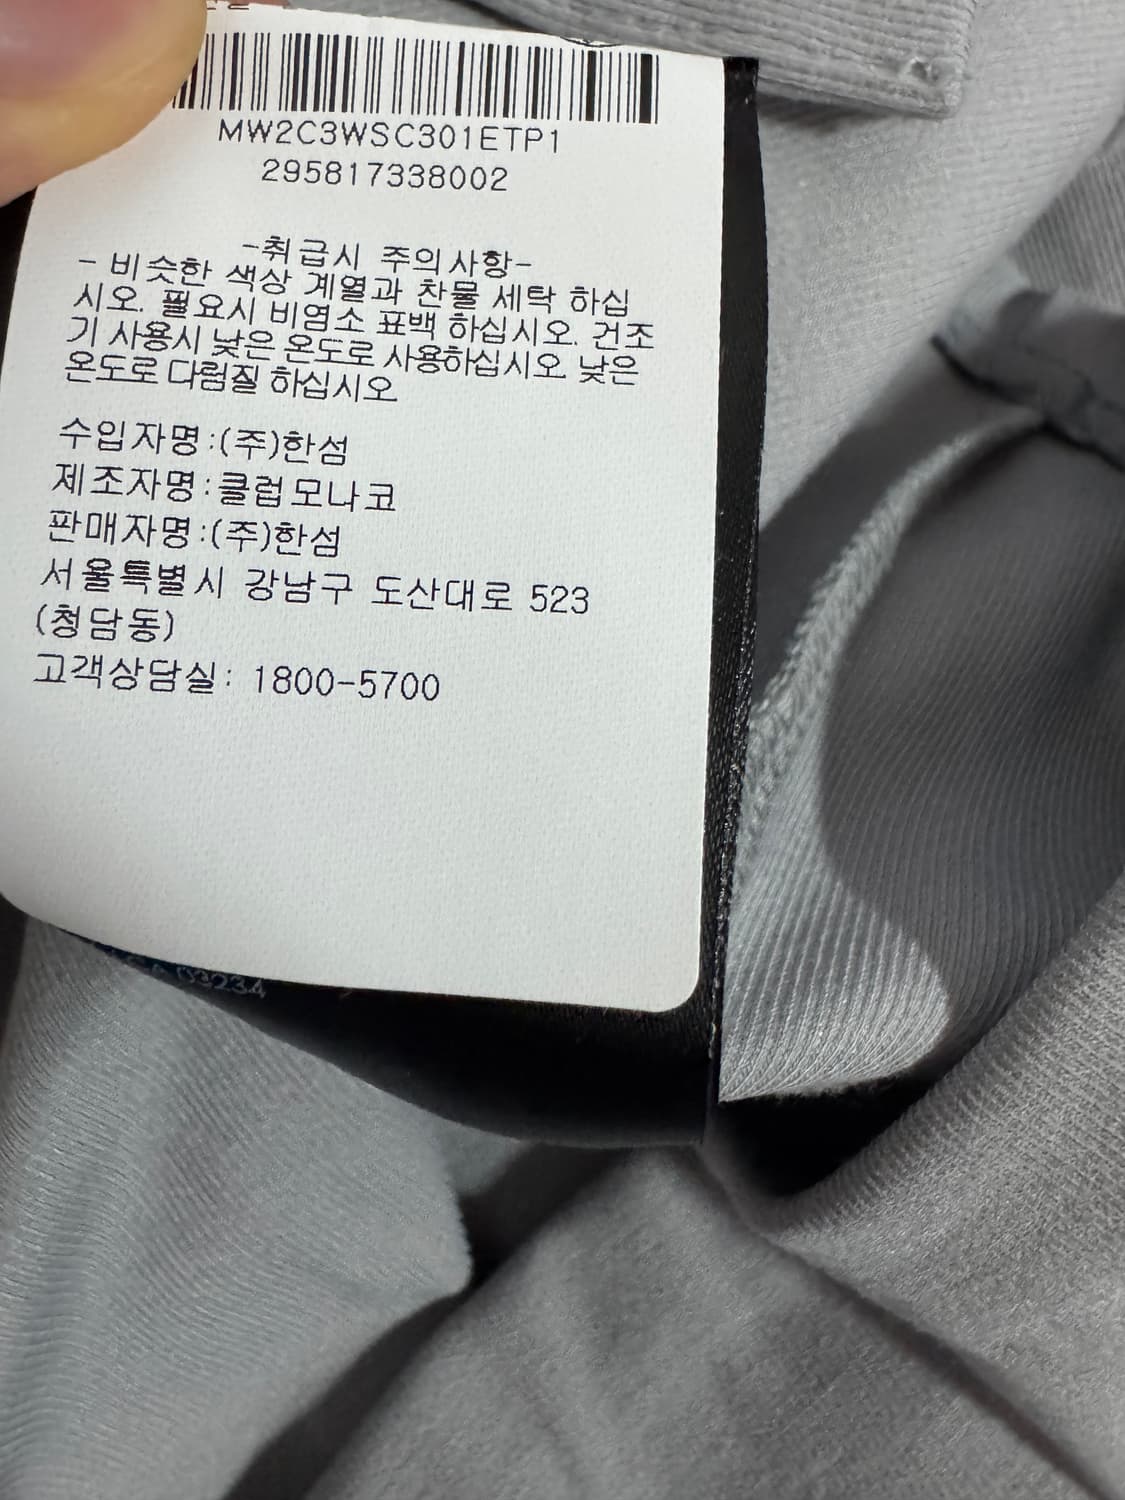 MW2C3WSC301ETP1
295817338002
-취급시 주의사항-
- 비슷한 색상 계열과 찬물 세탁 하십
시오. 필요시 비염소 표백 하십시오. 건조
기 사용시 낮은 온도로 사용하십시오 낮은
온도로 다림질 하십시오
수입자명:(주)한섬
제조자명:클럽모나코
판매자명:(주)한섬
서울특별시 강남구 도산대로 523
(청담동)
고객상담실: 1800-5700
03234